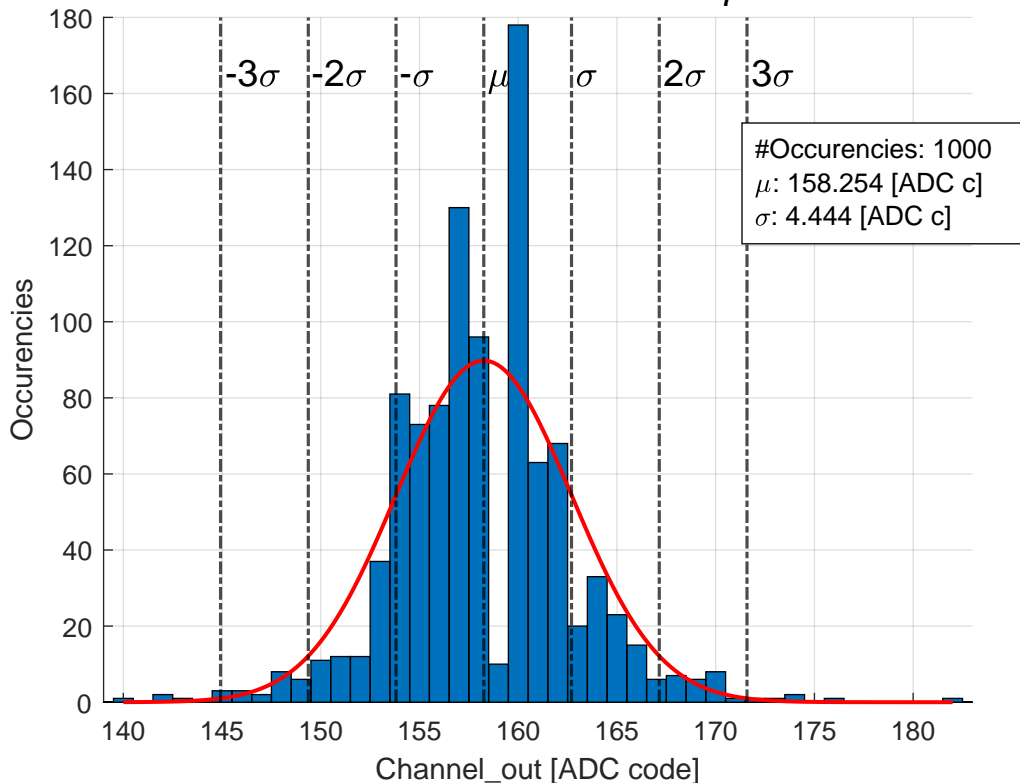 180
160
140
120
100
80
60
40
20
0
Occurencies
-3σ -2σ -σ μ σ 2σ 3σ
#Occurencies: 1000
μ: 158.254 [ADC c]
σ: 4.444 [ADC c]
140 145 150 155 160 165 170 175 180
Channel_out [ADC code]